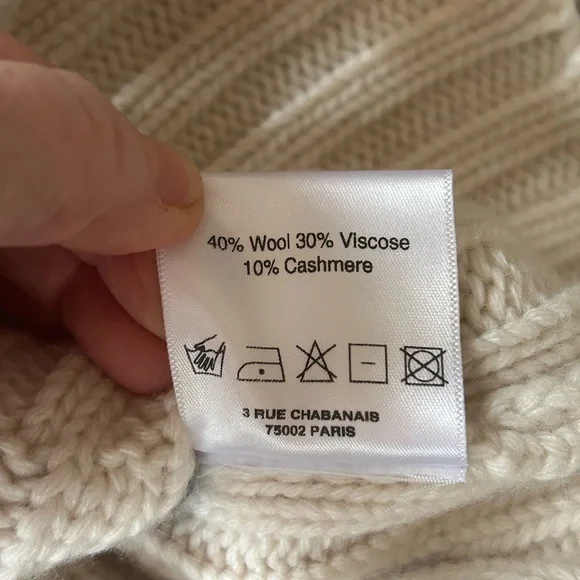 40% Wool 30% Viscose
10% Cashmere
3 RUE CHABANAIS
75002 PARIS